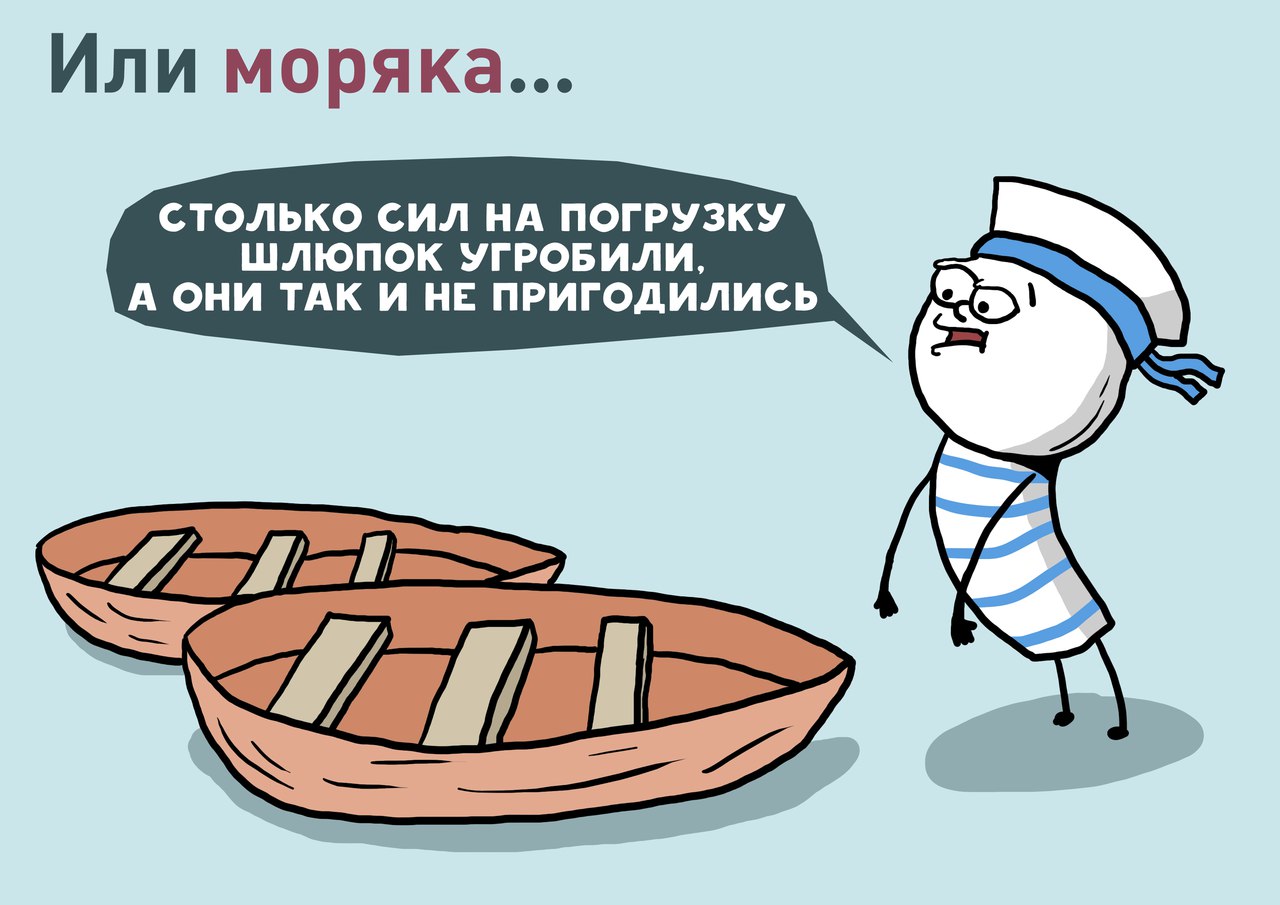 Или моряка...
СТОЛЬКО СИЛ НА ПОГРУЗКУ
ШЛЮПОК УГРОБИЛИ,
А ОНИ ТАК И НЕ ПРИГОДИЛИСЬ